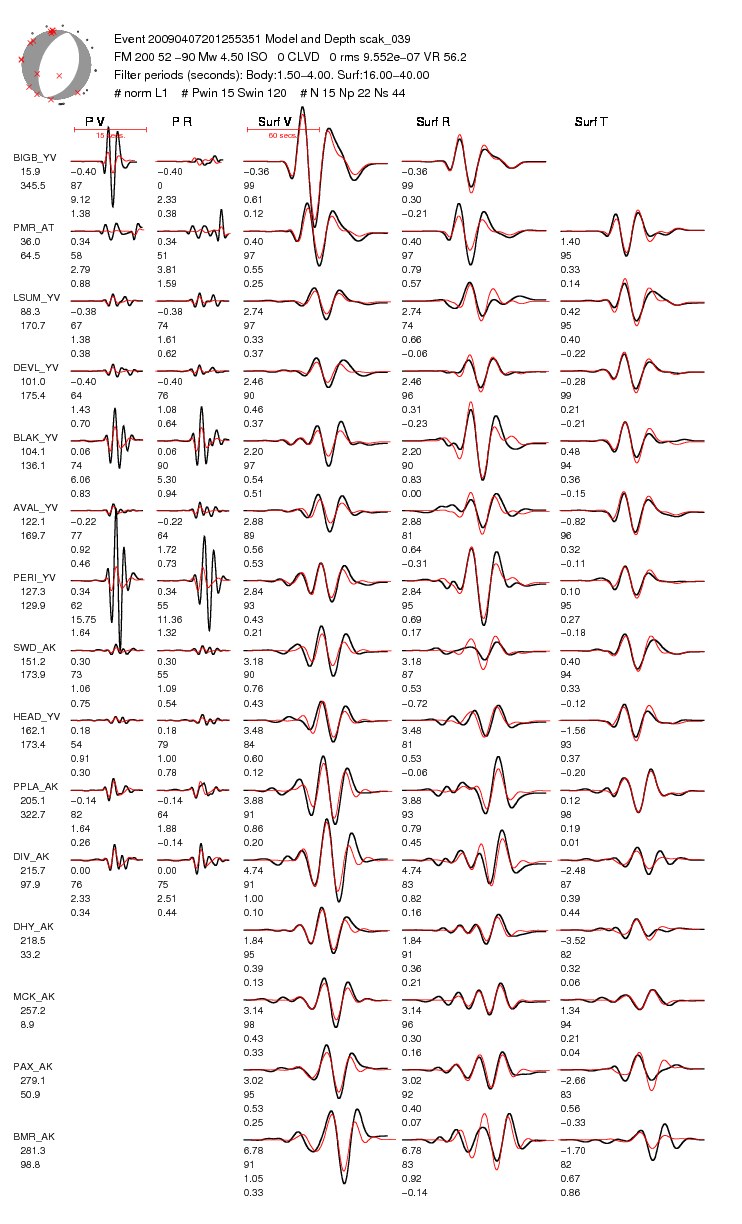 Event 20090407201255351 Model and Depth scak_039
FM 200 52 −90 Mw 4.50 ISO 0 CLVD 0 rms 9.552e−07 VR 56.2
Filter periods (seconds): Body:1.50−4.00. Surf:16.00−40.00
# norm L1 # Pwin 15 Swin 120 # N 15 Np 22 Ns 44
P V P R Surf V Surf R Surf T
15 secs. 60 secs.
BIGB_YV
15.9 −0.40 −0.40 −0.36 −0.36
345.5 87 0 99 99
9.12 2.33 0.61 0.30
1.38 0.38 0.12 −0.21
PMR_AT
36.0 0.34 0.34 0.40 0.40 1.40
64.5 58 51 97 97 95
2.79 3.81 0.55 0.79 0.33
0.88 1.59 0.25 0.57 0.14
LSUM_YV
88.3 −0.38 −0.38 2.74 2.74 0.42
170.7 67 74 97 74 95
1.38 1.61 0.33 0.66 0.40
0.38 0.62 0.37 −0.06 −0.22
DEVL_YV
101.0 −0.40 −0.40 2.46 2.46 −0.28
175.4 64 76 90 96 99
1.43 1.08 0.46 0.31 0.21
0.70 0.64 0.37 −0.23 −0.21
BLAK_YV
104.1 0.06 0.06 2.20 2.20 0.48
136.1 74 90 97 90 94
6.06 5.30 0.54 0.83 0.36
0.83 0.94 0.51 0.00 −0.15
AVAL_YV
122.1 −0.22 −0.22 2.88 2.88 −0.82
169.7 77 64 89 81 96
0.92 1.72 0.56 0.64 0.32
0.46 0.73 0.53 −0.31 −0.11
PERI_YV
127.3 0.34 0.34 2.84 2.84 0.10
129.9 62 55 93 95 95
15.75 11.36 0.43 0.69 0.27
1.64 1.32 0.21 0.17 −0.18
SWD_AK
151.2 0.30 0.30 3.18 3.18 0.40
173.9 73 55 90 87 94
1.06 1.09 0.76 0.53 0.33
0.75 0.54 0.43 −0.72 −0.12
HEAD_YV
162.1 0.18 0.18 3.48 3.48 −1.56
173.4 54 79 84 81 93
0.91 1.00 0.60 0.53 0.37
0.30 0.78 0.12 −0.06 −0.20
PPLA_AK
205.1 −0.14 −0.14 3.88 3.88 0.12
322.7 82 64 91 93 98
1.64 1.88 0.86 0.79 0.19
0.26 −0.14 0.20 0.45 0.01
DIV_AK
215.7 0.00 0.00 4.74 4.74 −2.48
97.9 76 75 91 83 87
2.33 2.51 1.00 0.82 0.39
0.34 0.44 0.10 0.16 0.44
DHY_AK
218.5 1.84 1.84 −3.52
33.2 95 91 82
0.39 0.36 0.32
0.13 0.21 0.06
MCK_AK
257.2 3.14 3.14 1.34
8.9 98 96 94
0.43 0.30 0.21
0.33 0.16 0.04
PAX_AK
279.1 3.02 3.02 −2.66
50.9 95 92 83
0.53 0.40 0.56
0.25 0.07 −0.33
BMR_AK
281.3 6.78 6.78 −1.70
98.8 91 83 82
1.05 0.92 0.67
0.33 −0.14 0.86